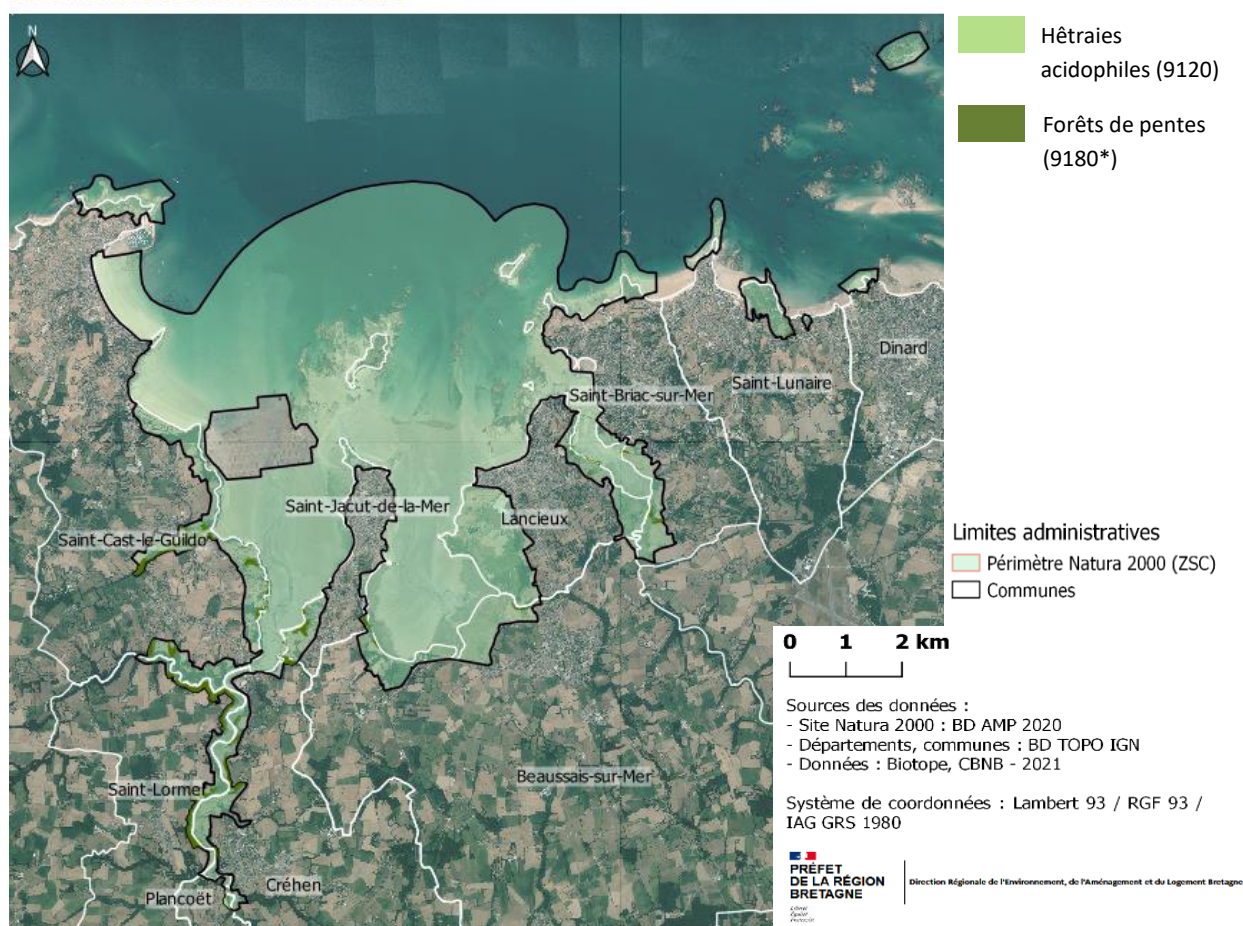 N
Hêtraies
acidophiles (9120)
Forêts de pentes
(9180*)
Dinard
Saint-Lunaire
Saint-Briac-sur-Mer
Saint-Jacut-de-la-Mer
Lancieux
Saint-Cast-le-Guildo
Beaussais-sur-Mer
Saint-Lormel
Créhen
Plancoët
Limites administratives
Périmètre Natura 2000 (ZSC)
Communes
0 1 2 km
Sources des données :
- Site Natura 2000 : BD AMP 2020
- Départements, communes : BD TOPO IGN
- Données : Biotope, CBNB - 2021
Système de coordonnées : Lambert 93 / RGF 93 /
IAG GRS 1980
PRÉFET
DE LA RÉGION
BRETAGNE
Liberté
Égalité
Fraternité
Direction Régionale de l'Environnement, de l'Aménagement et du Logement Bretagne